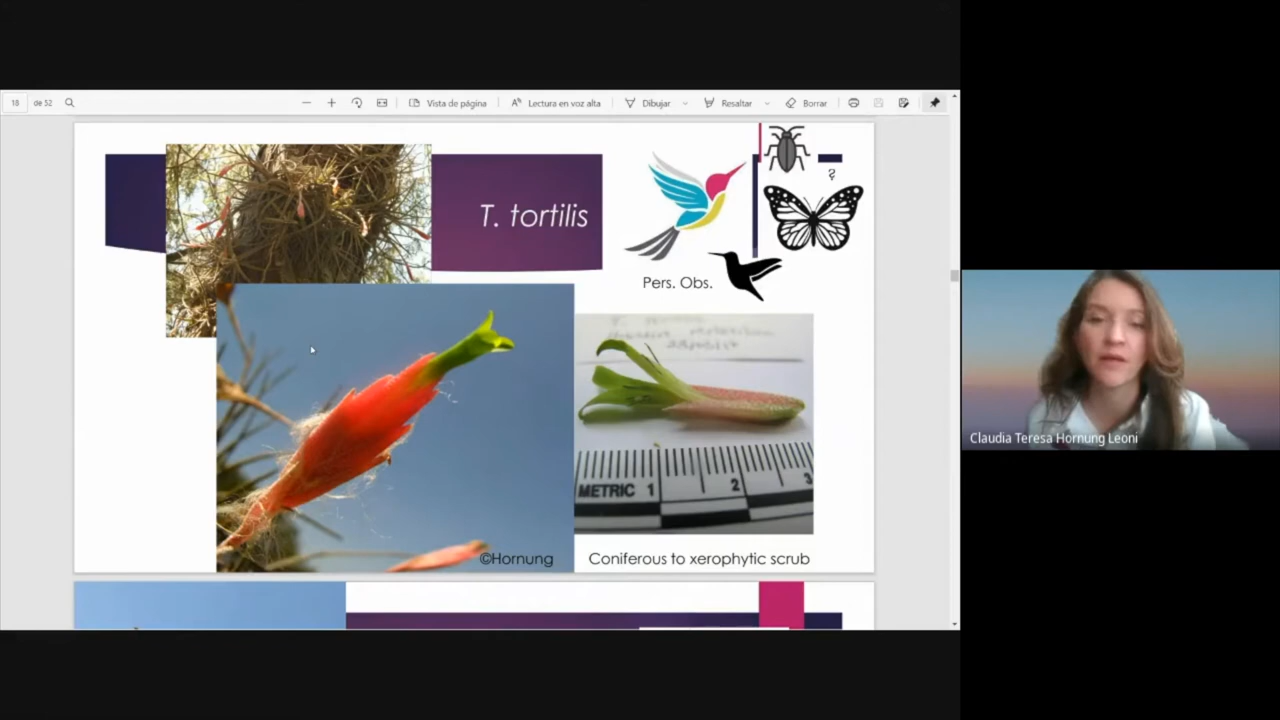 18 de 52 Vista de página Lectura en voz alta Dibujar Resaltar Borrar
T. tortilis
?
Pers. Obs.
METRIC 1 2 3
©Hornung
Coniferous to xerophytic scrub
Claudia Teresa Hornung Leoni